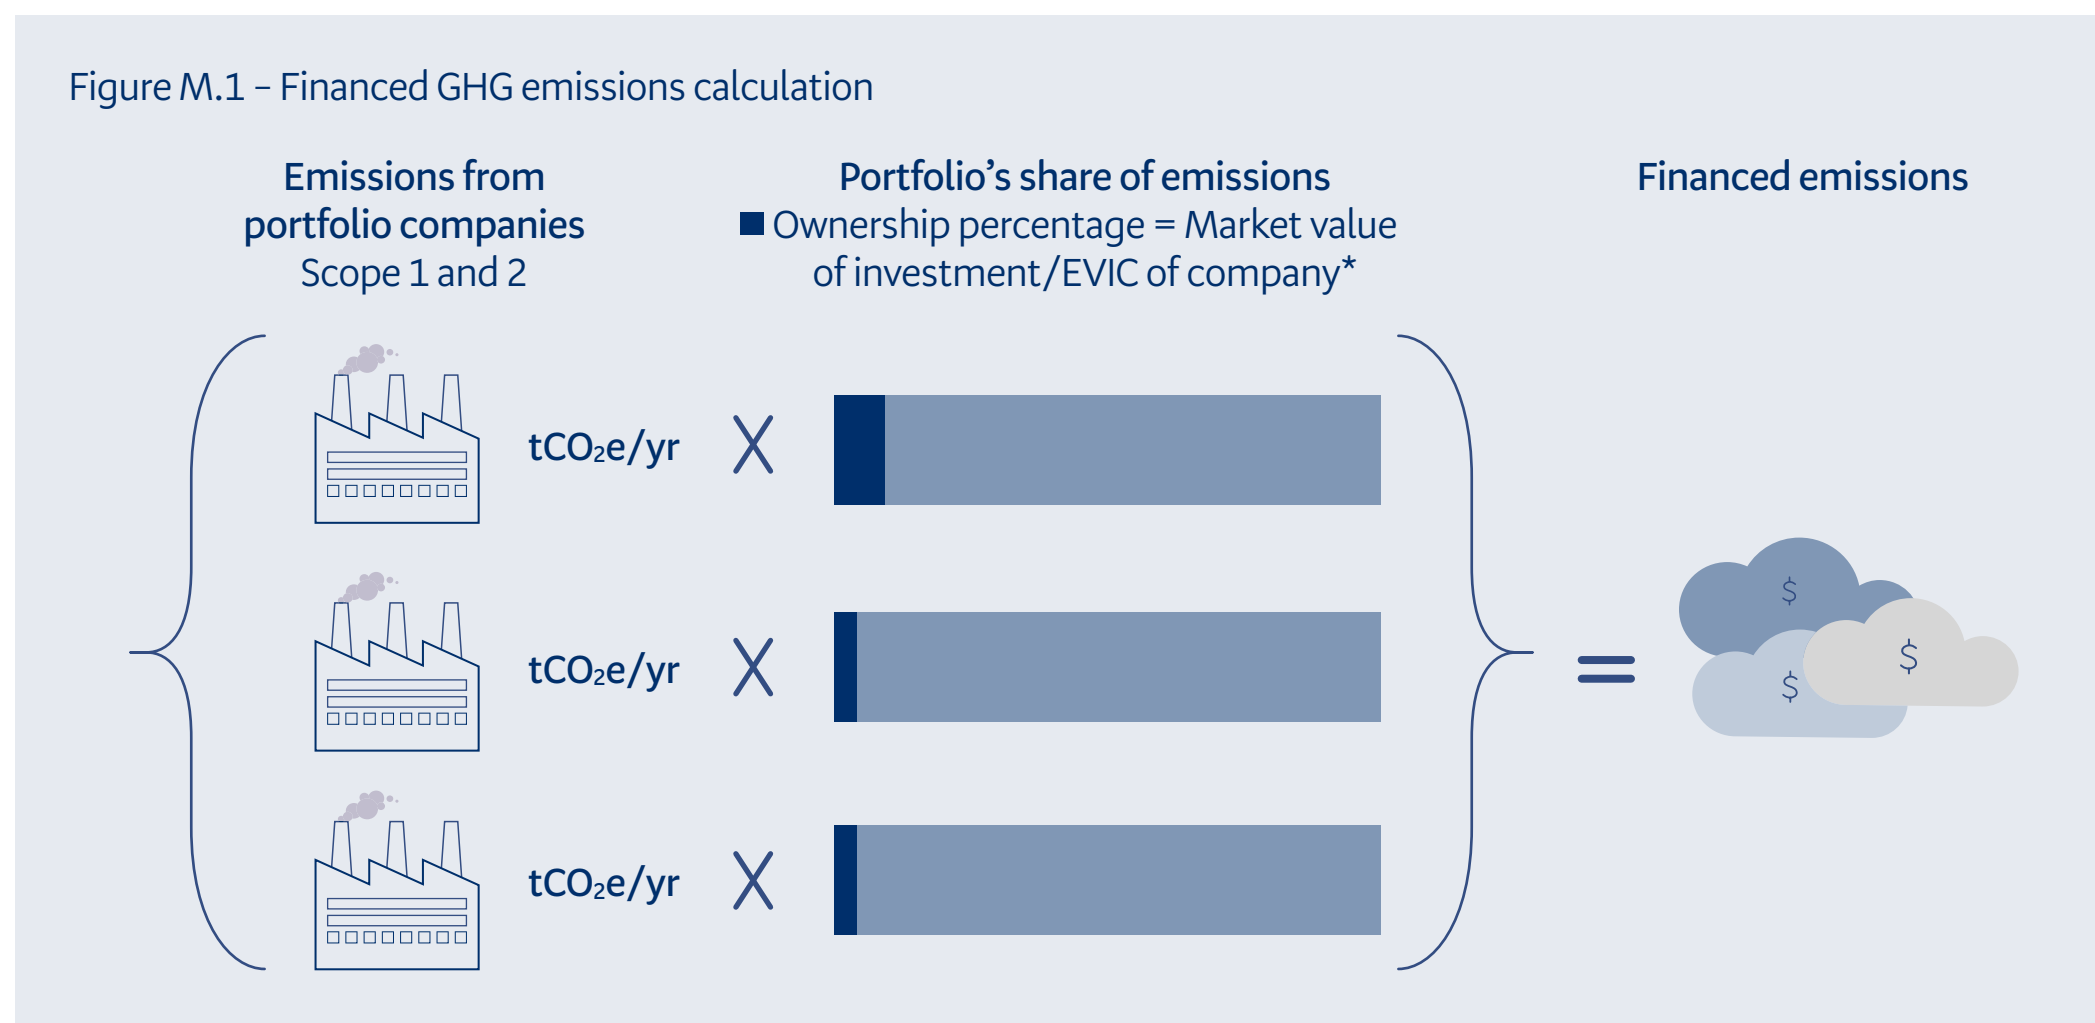 Figure M.1 – Financed GHG emissions calculation
Emissions from
portfolio companies
Scope 1 and 2
Portfolio’s share of emissions
Ownership percentage = Market value
of investment/EVIC of company*
Financed emissions
tCO₂e/yr X
tCO₂e/yr X
tCO₂e/yr X
=
$
$
$